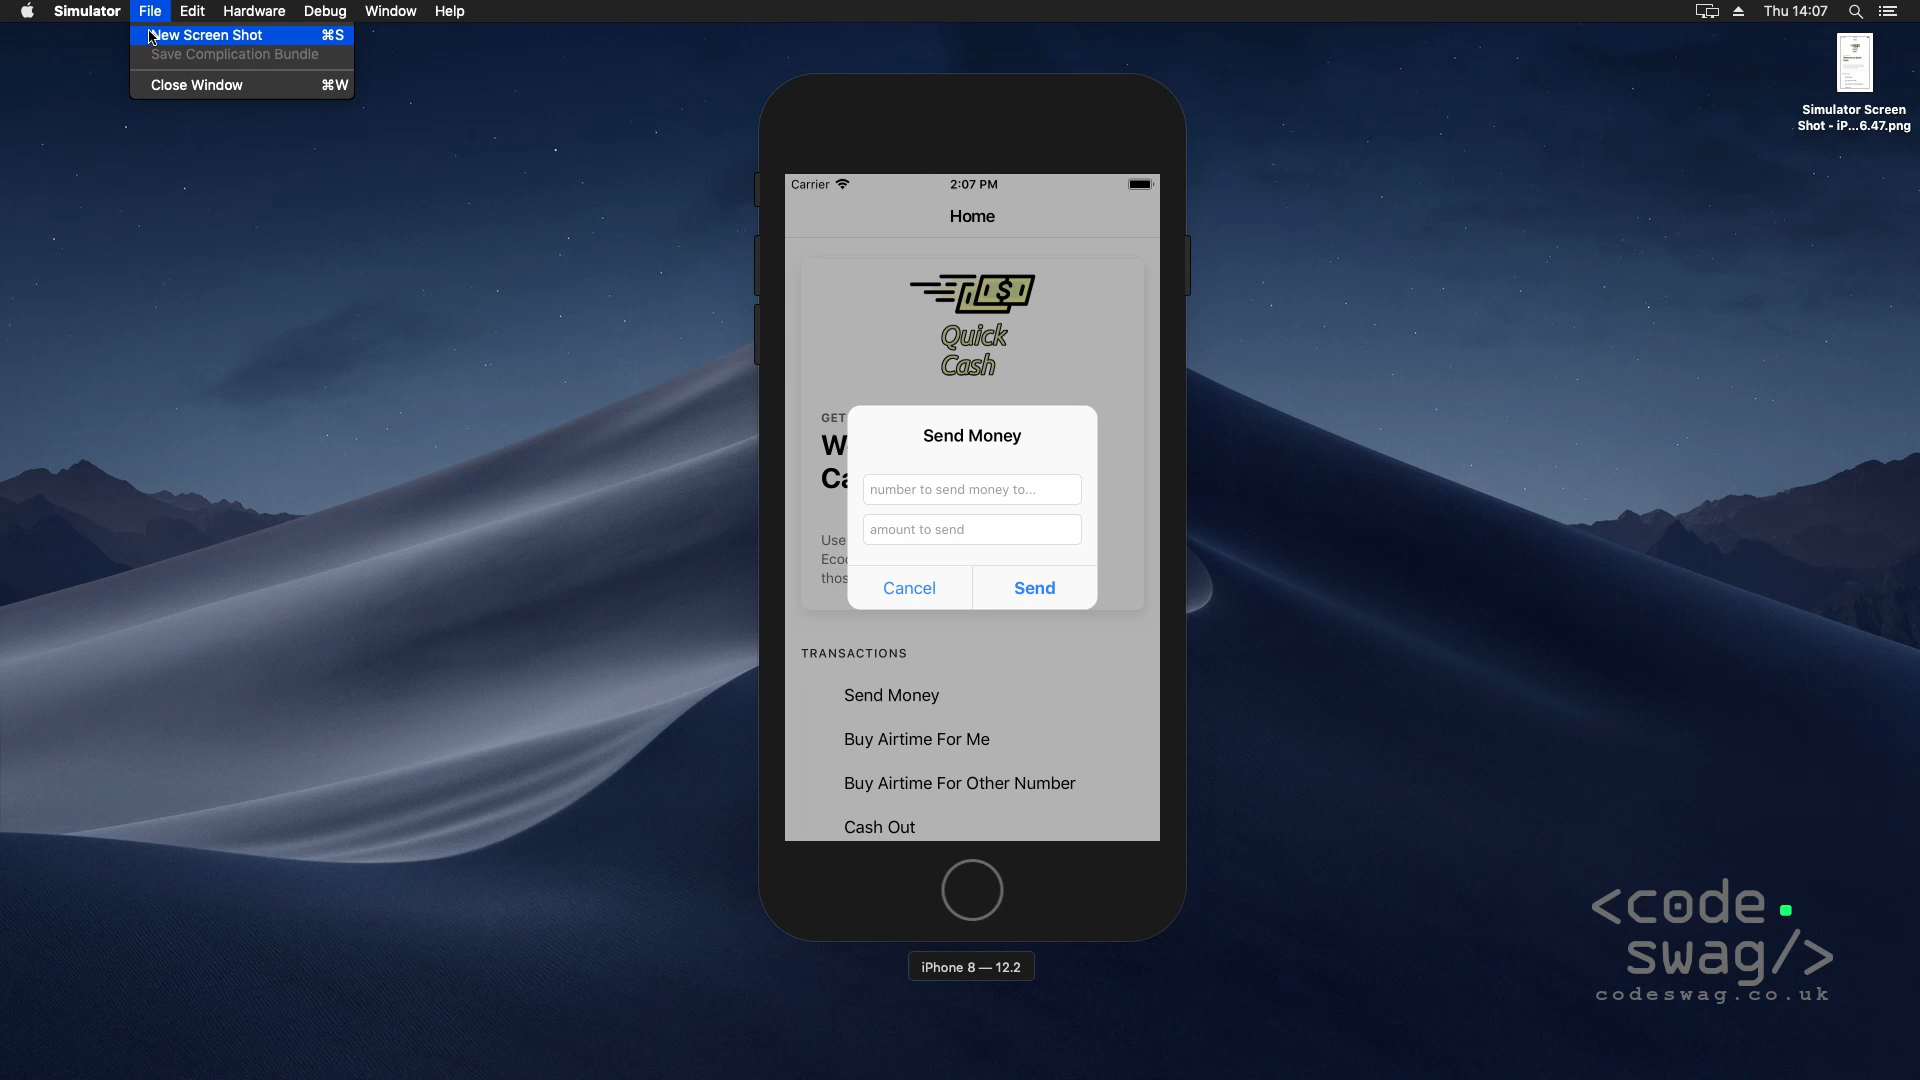 Simulator File Edit Hardware Debug Window Help
Thu 14:07
New Screen Shot ⌘S
Save Complication Bundle
Close Window ⌘W
Simulator Screen
Shot - iP...6.47.png
Carrier 2:07 PM
Home
$
Quick
Cash
GET
W
Ca
Use
Ecoc
thos
Send Money
number to send money to...
amount to send
Cancel Send
TRANSACTIONS
Send Money
Buy Airtime For Me
Buy Airtime For Other Number
Cash Out
iPhone 8 — 12.2
<code.
swag/>
codeswag.co.uk